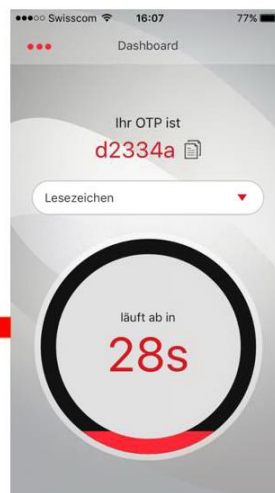 Swisscom 16:07 77%
Dashboard
Ihr OTP ist
d2334a
Lesezeichen
läuft ab in
28s